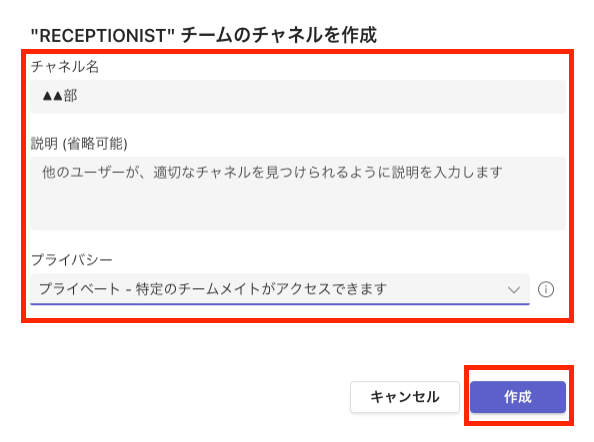 "RECEPTIONIST" チームのチャネルを作成
チャネル名
▲▲部
説明 (省略可能)
他のユーザーが、適切なチャネルを見つけられるように説明を入力します
プライバシー
プライベート - 特定のチームメイトがアクセスできます
キャンセル
作成